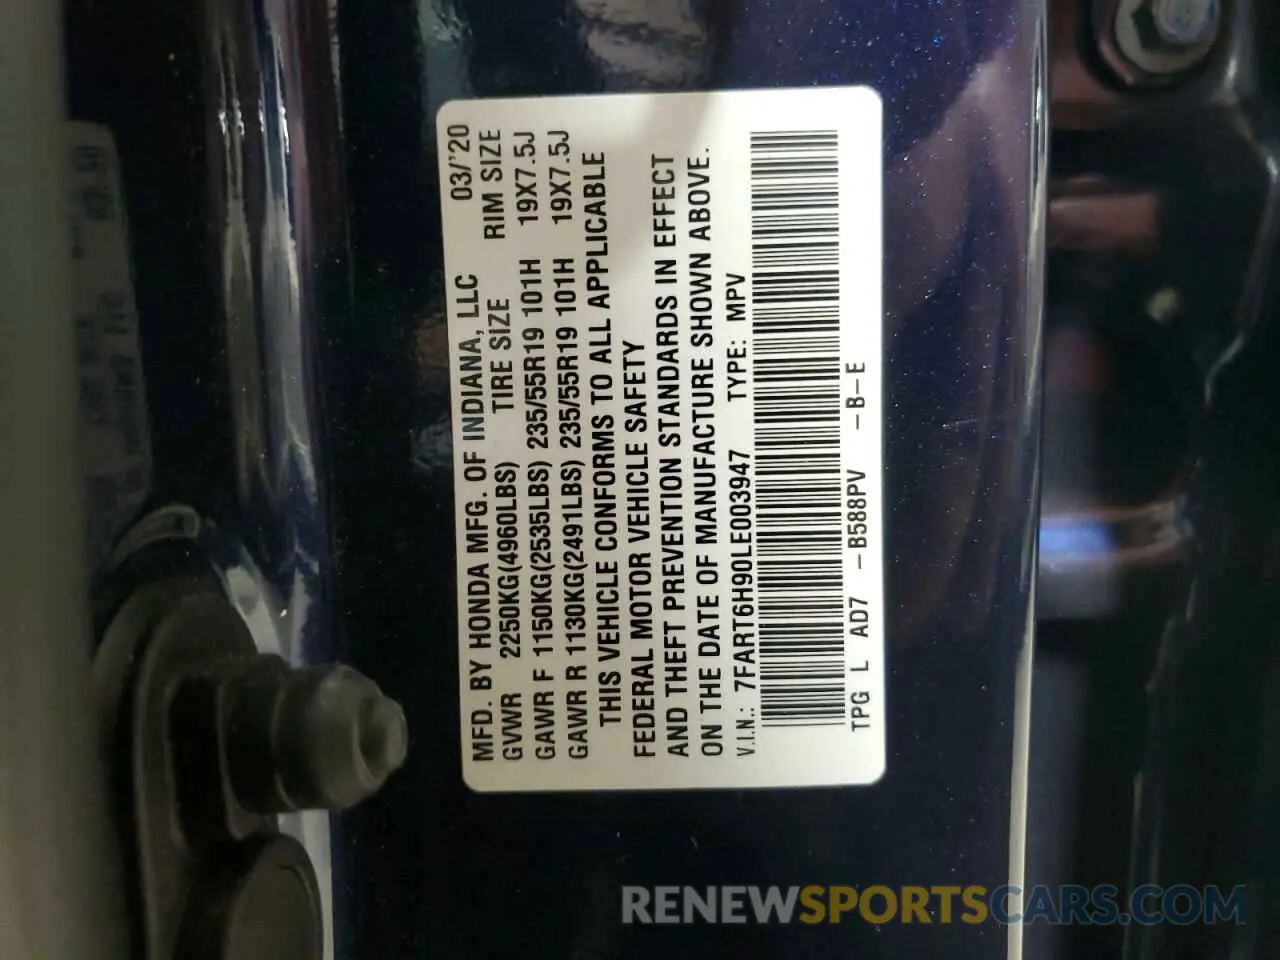 MFD. BY HONDA MFG. OF INDIANA, LLC 03/'20
GVWR 2250KG(4960LBS) TIRE SIZE RIM SIZE
GAWR F 1150KG(2535LBS) 235/55R19 101H 19X7.5J
GAWR R 1130KG(2491LBS) 235/55R19 101H 19X7.5J
THIS VEHICLE CONFORMS TO ALL APPLICABLE
FEDERAL MOTOR VEHICLE SAFETY
AND THEFT PREVENTION STANDARDS IN EFFECT
ON THE DATE OF MANUFACTURE SHOWN ABOVE.
V.I.N.: 7FART6H90LE003947 TYPE: MPV
TPG L AD7 -B588PV -B-E
RENEWSPORTSCARS.COM